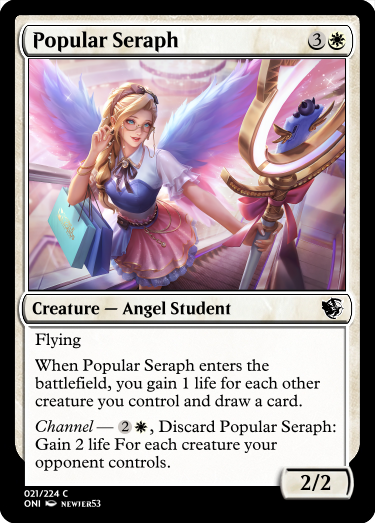 Popular Seraph 3
Creature — Angel Student
Flying
When Popular Seraph enters the
battlefield, you gain 1 life for each other
creature you control and draw a card.
Channel — 2, Discard Popular Seraph:
Gain 2 life For each creature your
opponent controls.
2/2
021/224 C
ONI NEWIER53